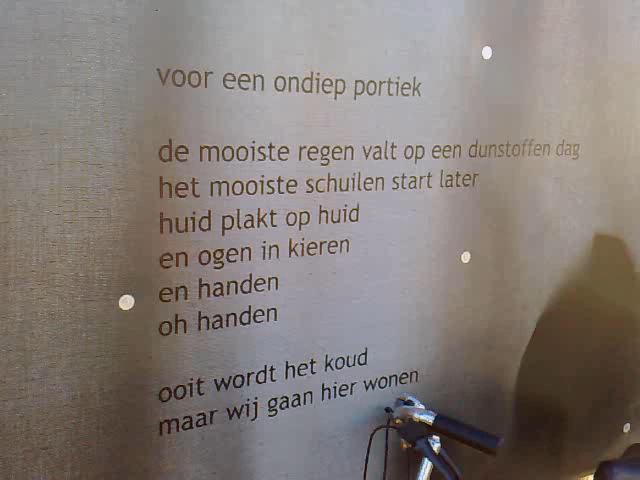 voor een ondiep portiek
de mooiste regen valt op een dunstoffen dag
het mooiste schuilen start later
huid plakt op huid
en ogen in kieren
en handen
oh handen
ooit wordt het koud
maar wij gaan hier wonen